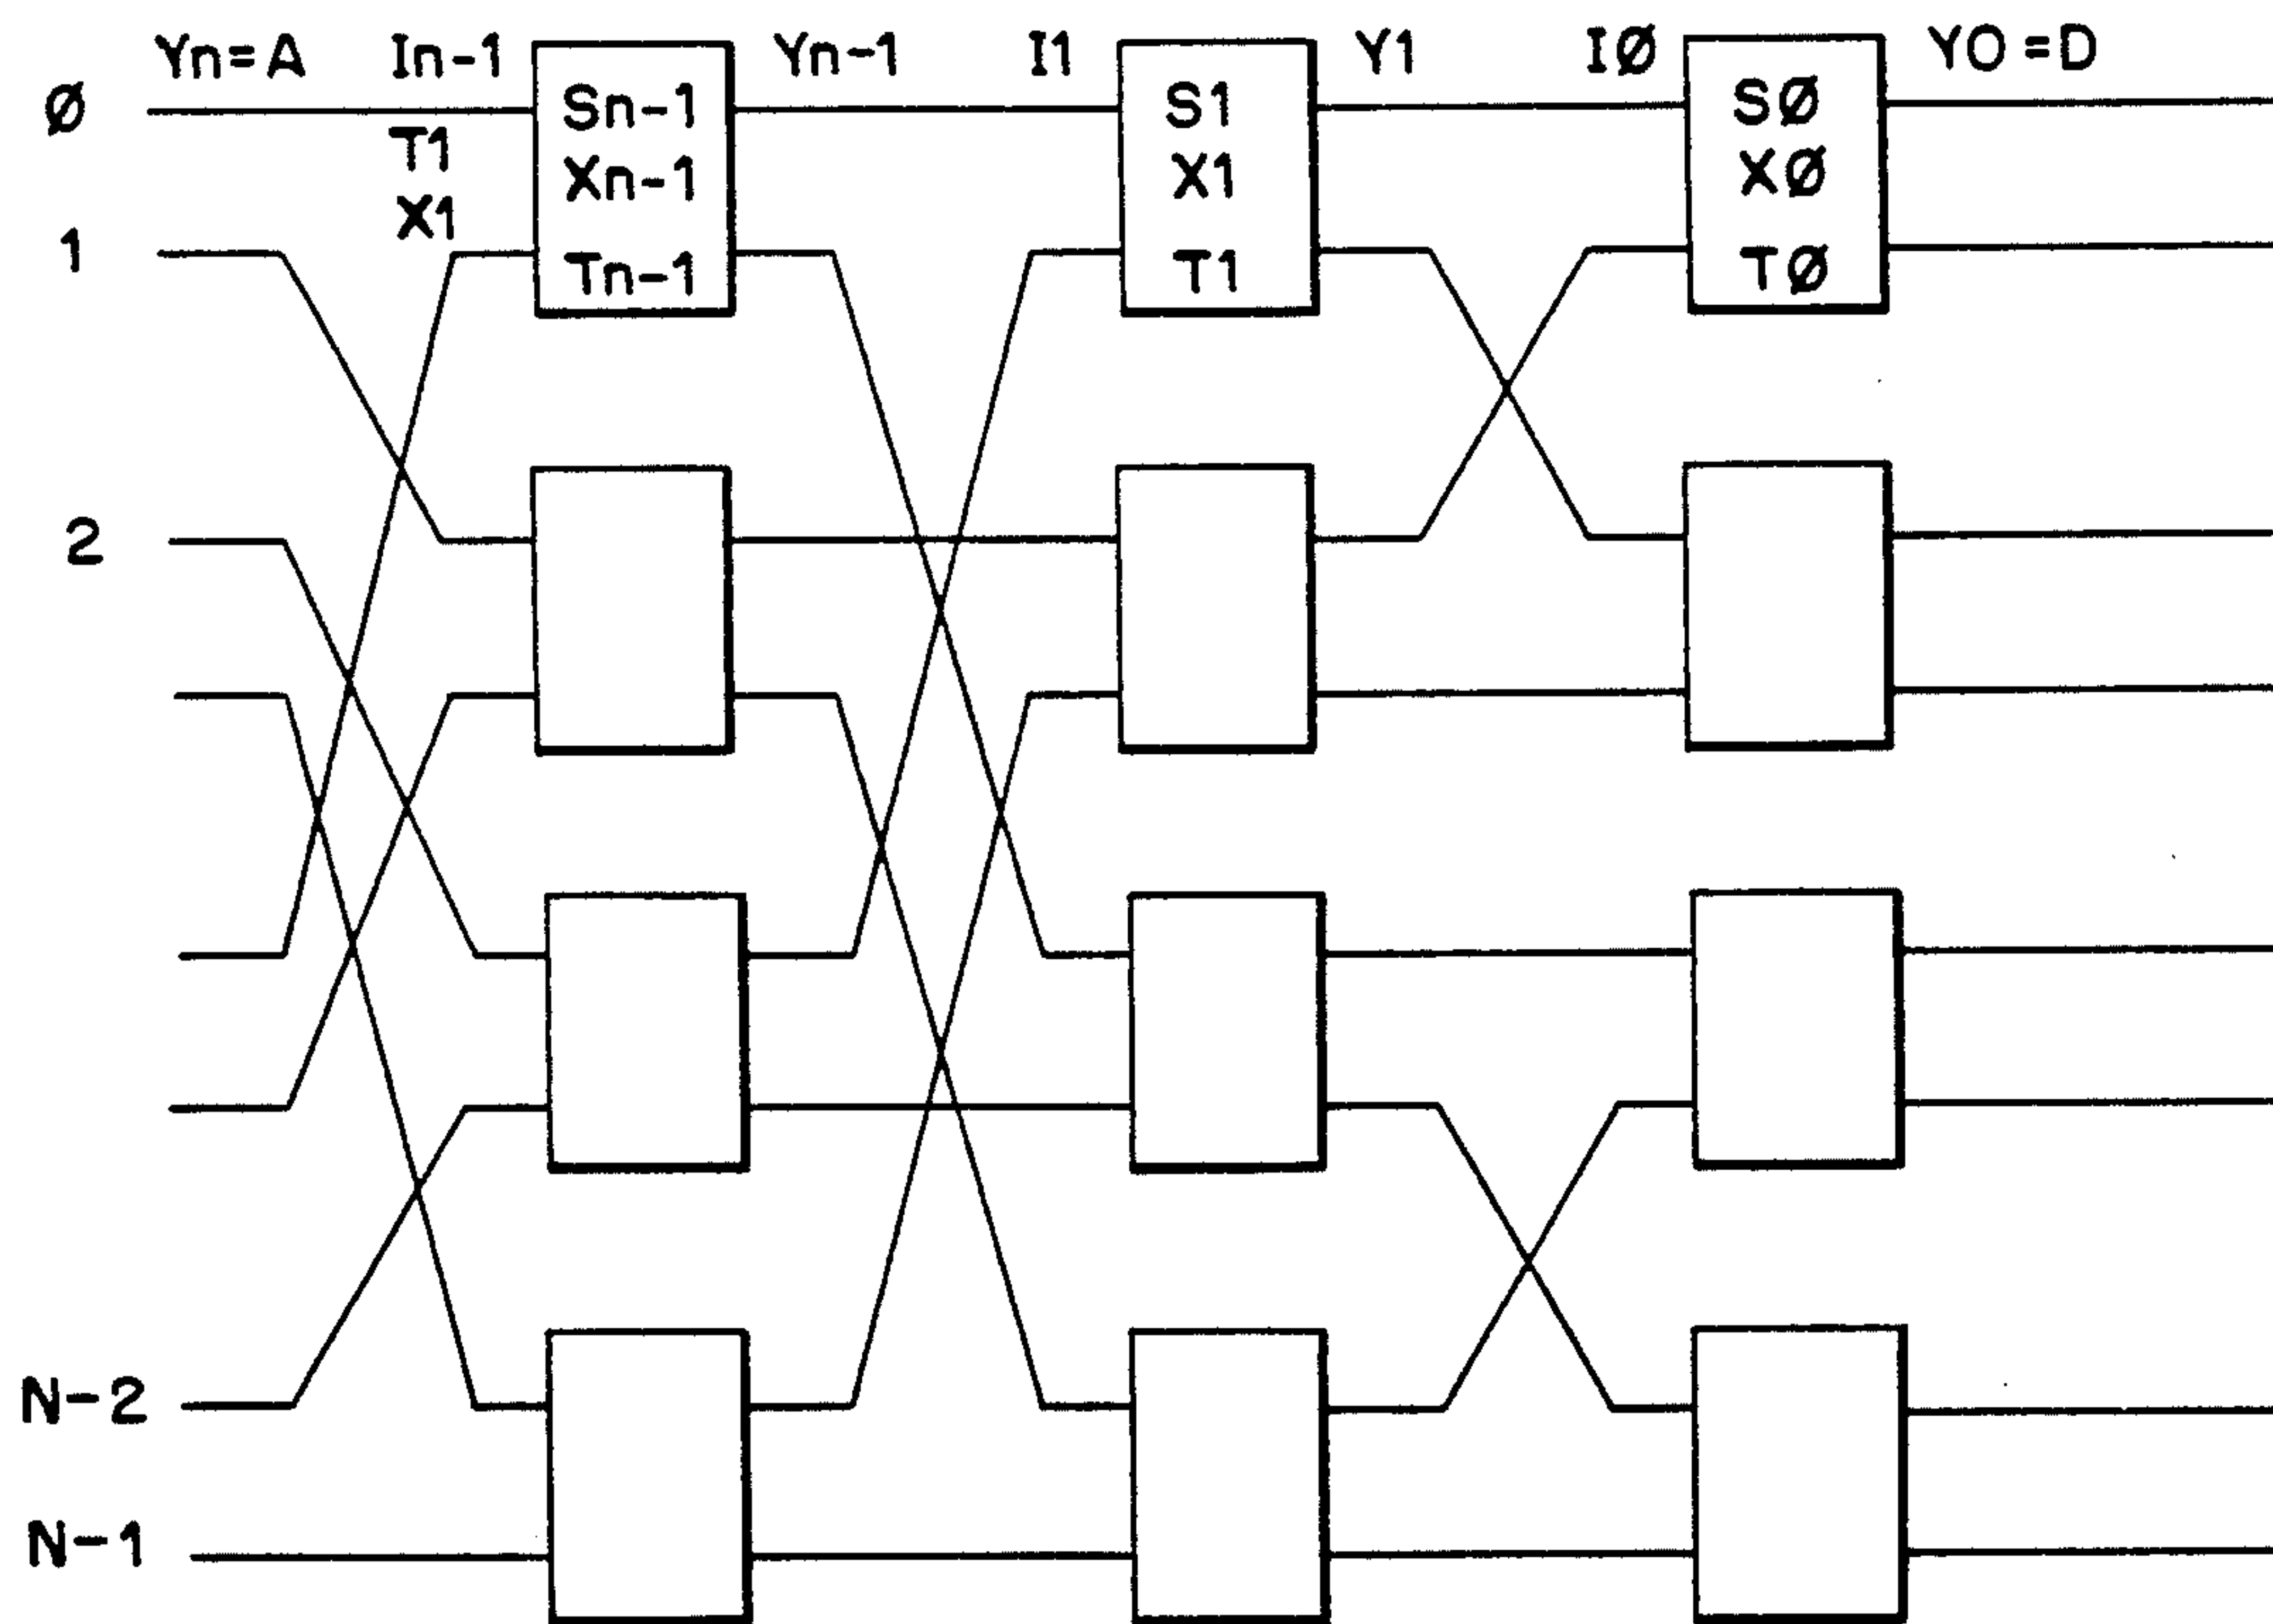 Yn=A In-1 Yn-1 I1 Y1 IØ YO=D
Ø Sn-1 S1 SØ
T1 Xn-1 X1 XØ
X1
1 Tn-1 T1 TØ
2
N-2
N-1